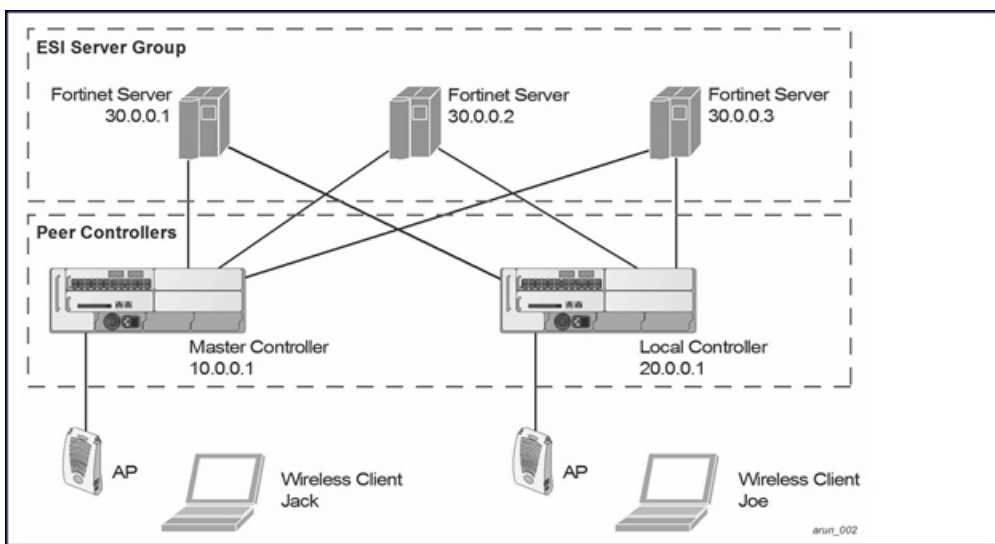 ESI Server Group
Fortinet Server
30.0.0.1
Fortinet Server
30.0.0.2
Fortinet Server
30.0.0.3
Peer Controllers
Master Controller
10.0.0.1
Local Controller
20.0.0.1
AP
Wireless Client
Jack
AP
Wireless Client
Joe
arun_002